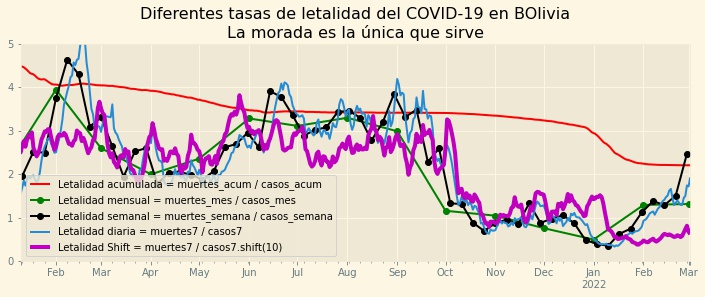 Diferentes tasas de letalidad del COVID-19 en BOlivia
La morada es la única que sirve
5
4
3
2
1
0
Letalidad acumulada = muertes_acum / casos_acum
Letalidad mensual = muertes_mes / casos_mes
Letalidad semanal = muertes_semana / casos_semana
Letalidad diaria = muertes7 / casos7
Letalidad Shift = muertes7 / casos7.shift(10)
Feb Mar Apr May Jun Jul Aug Sep Oct Nov Dec Jan Feb Mar
2022